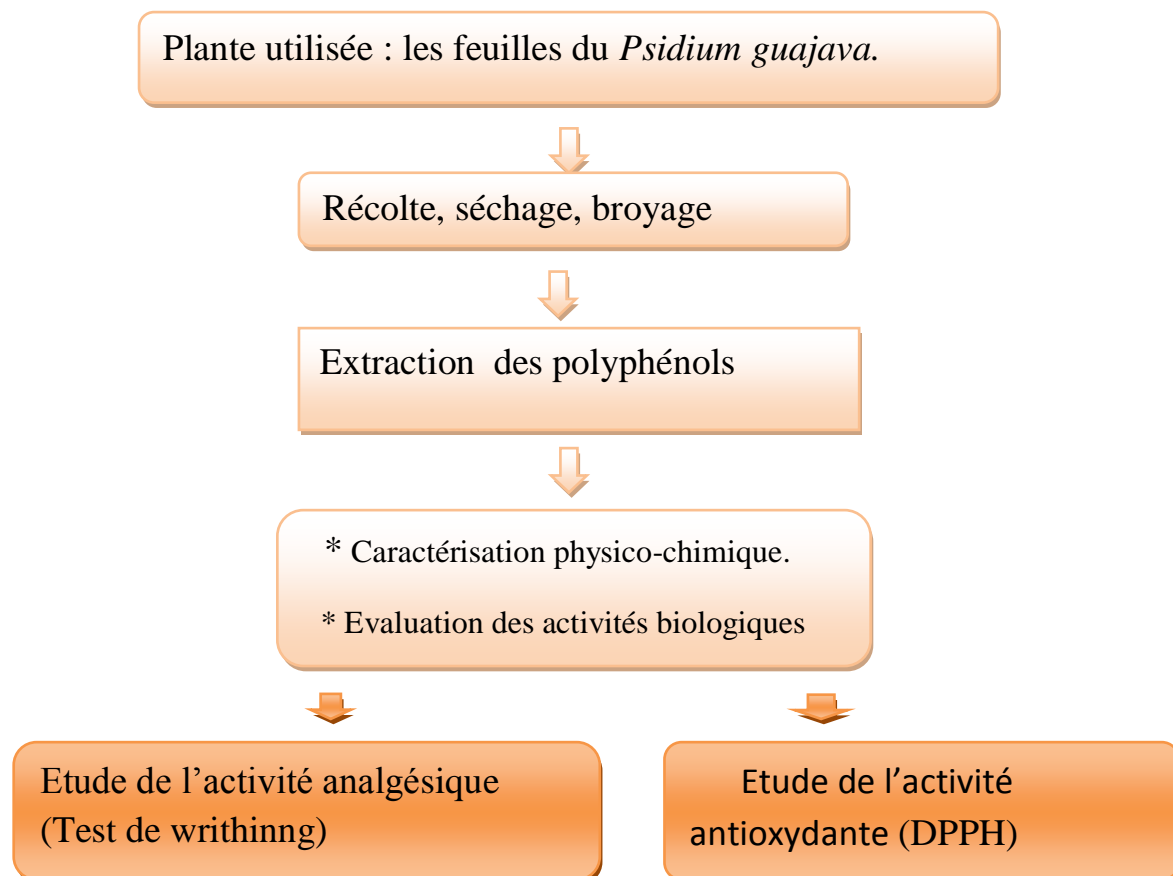 Plante utilisée : les feuilles du Psidium guajava.
Récolte, séchage, broyage
Extraction des polyphénols
* Caractérisation physico-chimique.
* Evaluation des activités biologiques
Etude de l’activité analgésique
(Test de writhinng)
Etude de l’activité
antioxydante (DPPH)